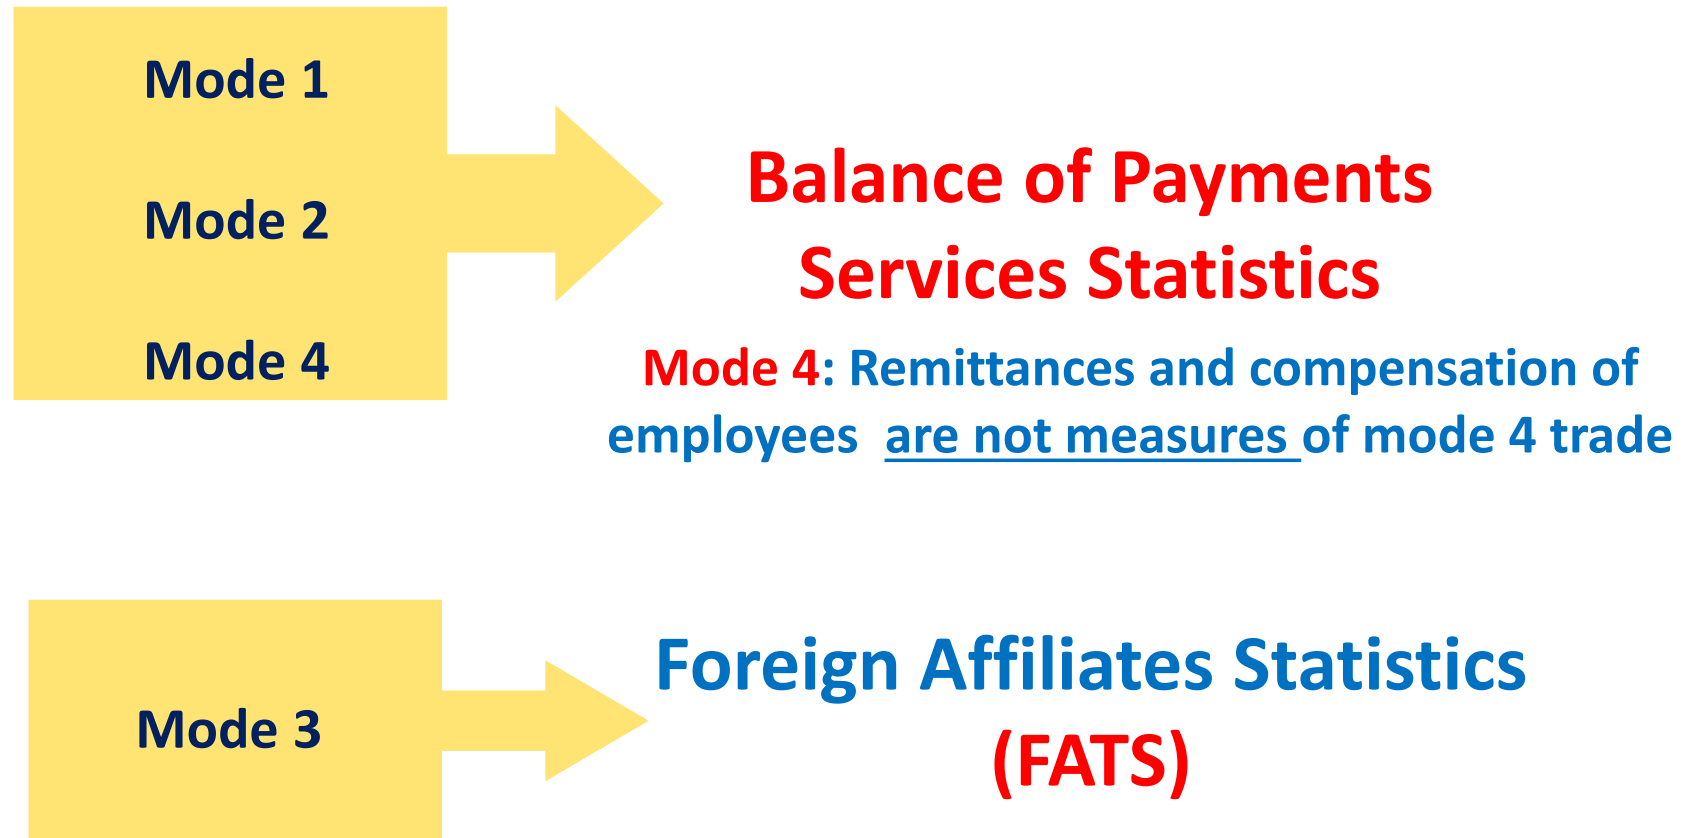 Mode 1
Mode 2
Mode 4
Balance of Payments
Services Statistics
Mode 4: Remittances and compensation of
employees are not measures of mode 4 trade
Mode 3
Foreign Affiliates Statistics
(FATS)